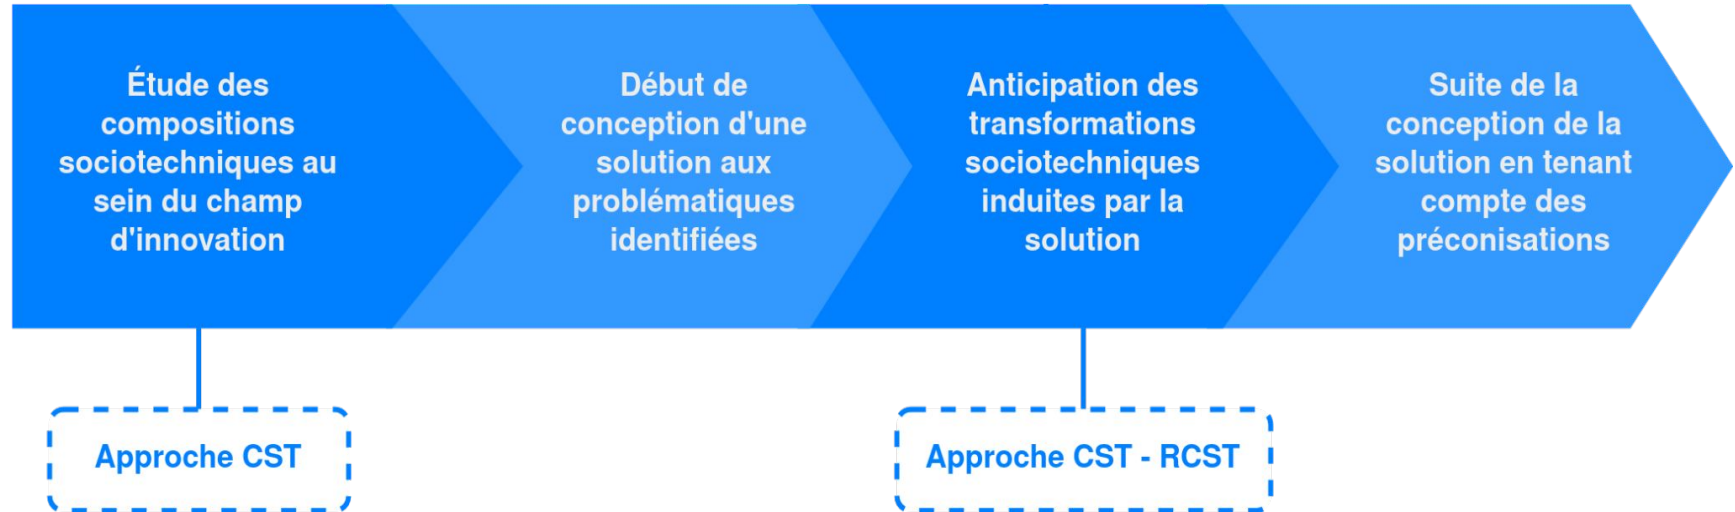 Étude des
compositions
sociotechniques au
sein du champ
d'innovation
Début de
conception d'une
solution aux
problématiques
identifiées
Anticipation des
transformations
sociotechniques
induites par la
solution
Suite de la
conception de la
solution en tenant
compte des
préconisations
Approche CST
Approche CST - RCST